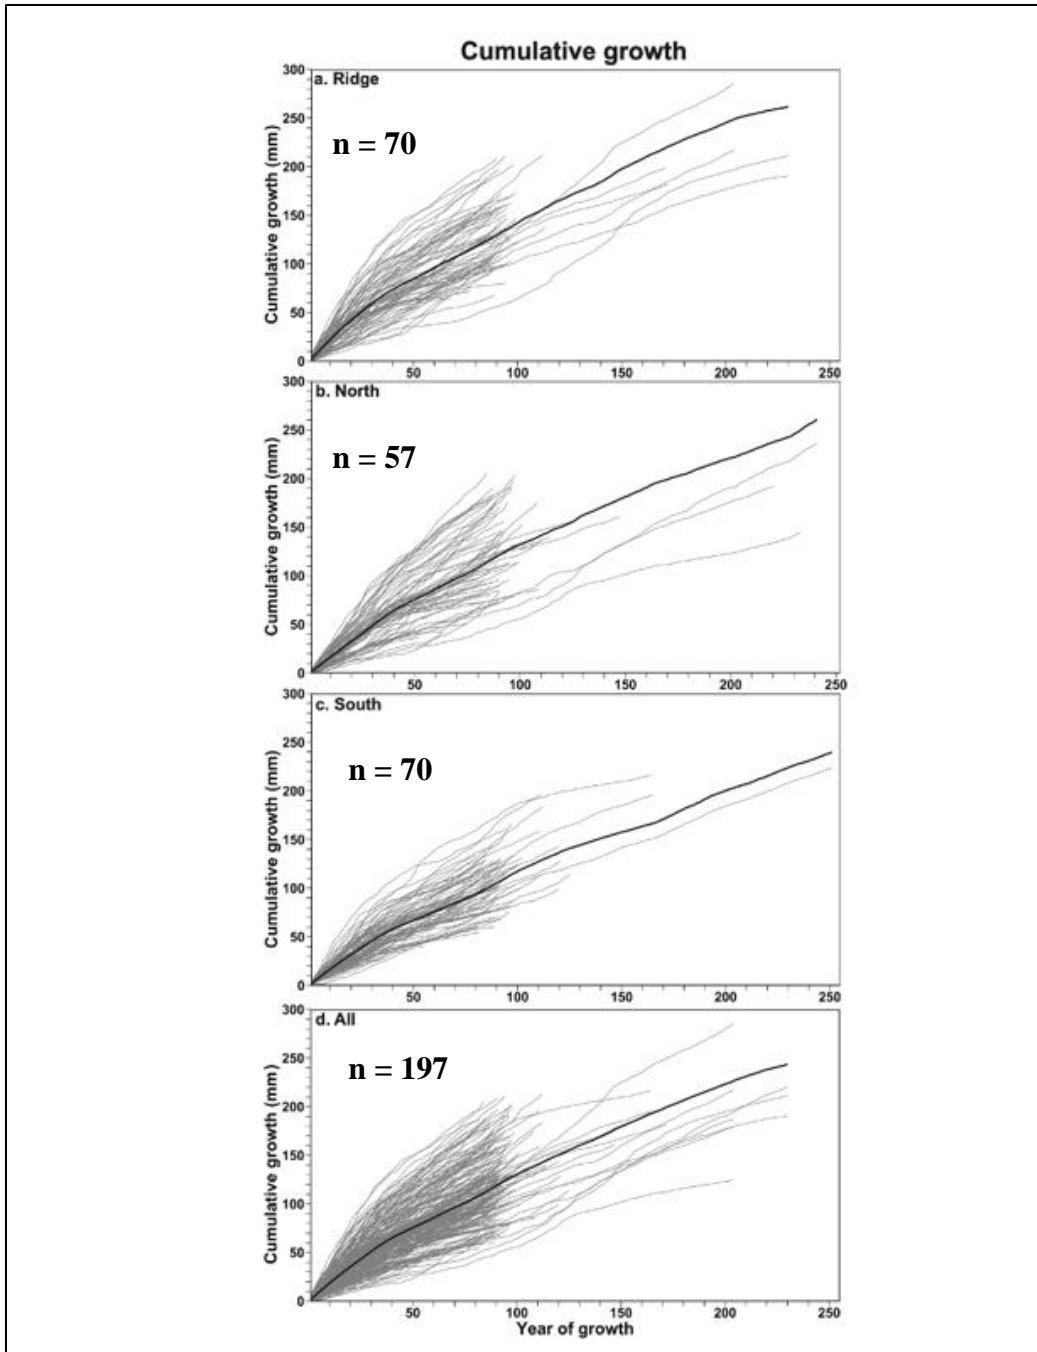 Cumulative growth
300
a. Ridge
250
n = 70
200
150
100
50
0
Cumulative growth (mm)
50 100 150 200 250
300
b. North
250
n = 57
200
150
100
50
0
Cumulative growth (mm)
50 100 150 200 250
300
c. South
250
n = 70
200
150
100
50
0
Cumulative growth (mm)
50 100 150 200 250
300
d. All
250
n = 197
200
150
100
50
0
Cumulative growth (mm)
50 100 150 200 250
Year of growth